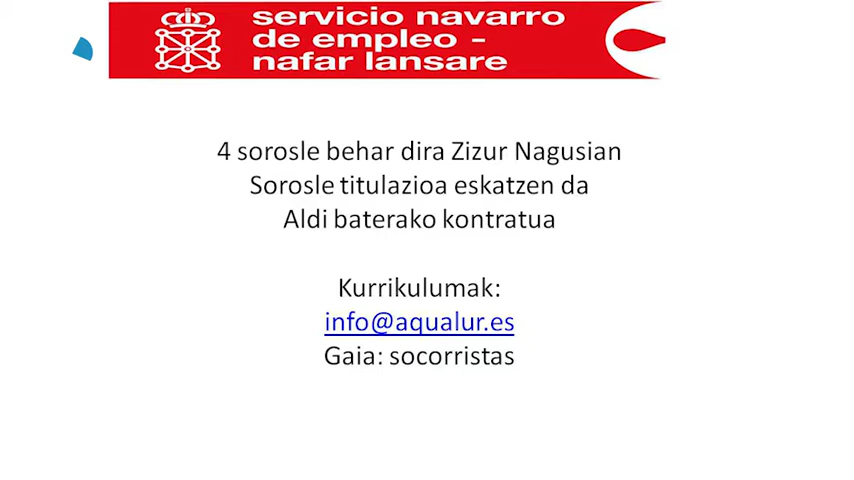 servicio navarro
de empleo -
nafar lansare
4 sorosle behar dira Zizur Nagusian
Sorosle titulazioa eskatzen da
Aldi baterako kontratua
Kurrikulumak:
info@aqualur.es
Gaia: socorristas